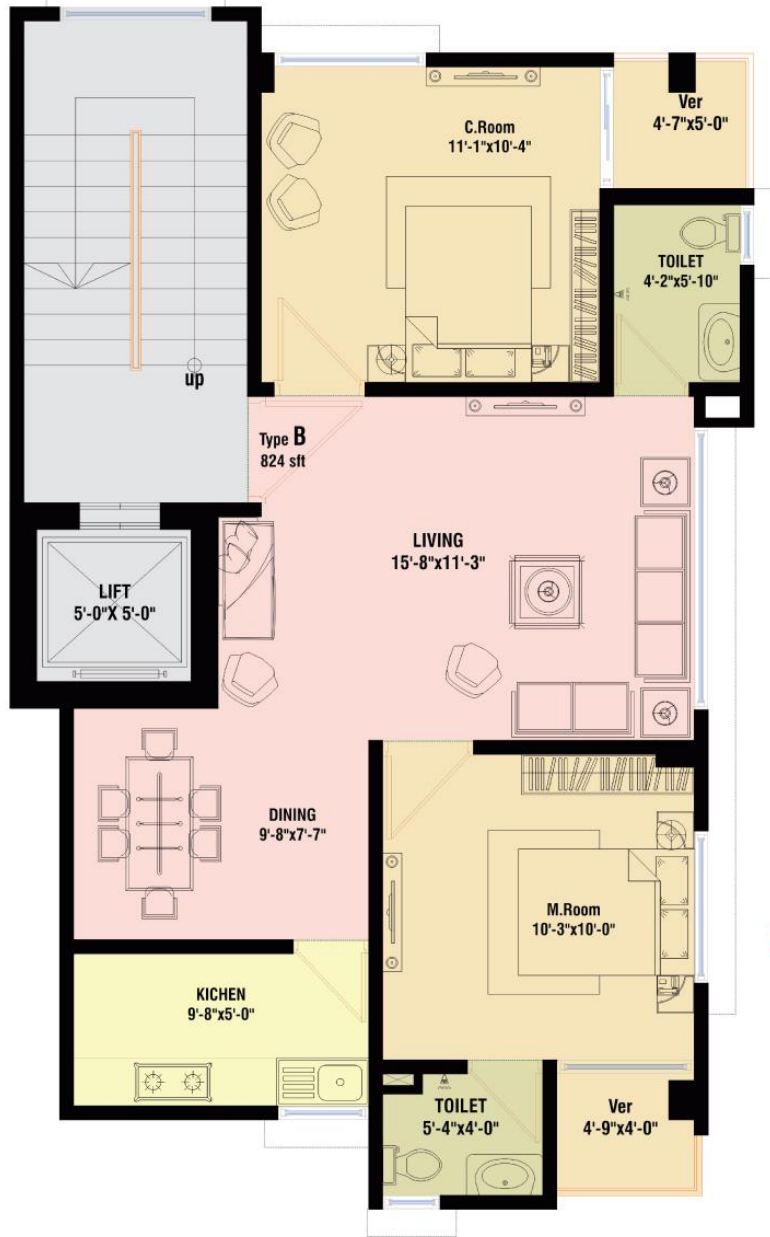 C.Room
11'-1"x10'-4"
Ver
4'-7"x5'-0"
TOILET
4'-2"x5'-10"
up
Type B
824 sft
LIVING
15'-8"x11'-3"
LIFT
5'-0"X 5'-0"
DINING
9'-8"x7'-7"
M.Room
10'-3"x10'-0"
KICHEN
9'-8"x5'-0"
TOILET
5'-4"x4'-0"
Ver
4'-9"x4'-0"